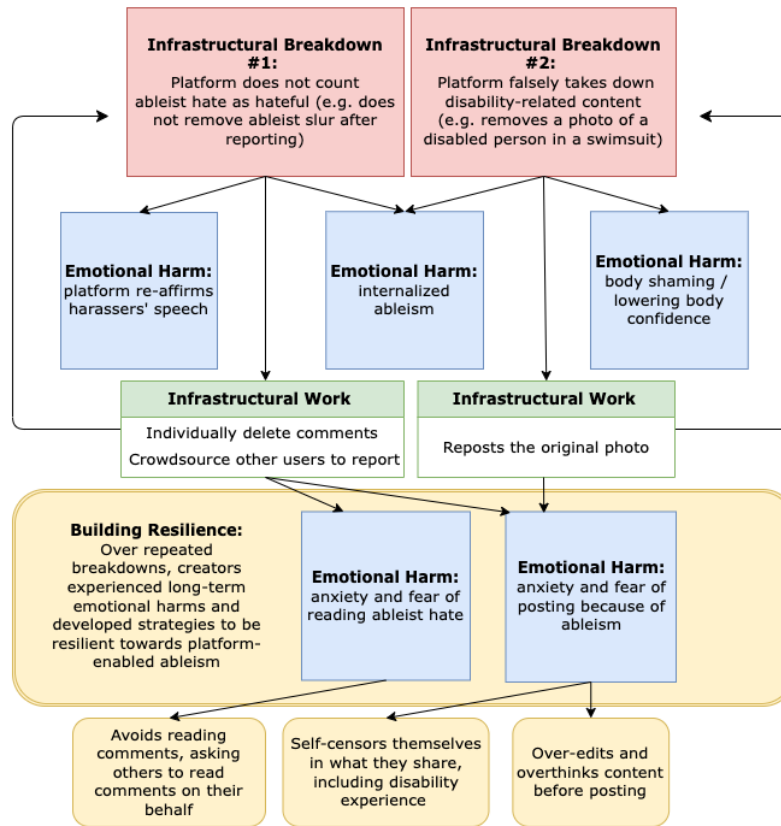 Infrastructural Breakdown
#1:
Platform does not count
ableist hate as hateful (e.g. does
not remove ableist slur after
reporting)
Infrastructural Breakdown
#2:
Platform falsely takes down
disability-related content
(e.g. removes a photo of a
disabled person in a swimsuit)
Emotional Harm:
platform re-affirms
harassers' speech
Emotional Harm:
internalized
ableism
Emotional Harm:
body shaming /
lowering body
confidence
Infrastructural Work
Individually delete comments
Crowdsource other users to report
Infrastructural Work
Reposts the original photo
Building Resilience:
Over repeated
breakdowns, creators
experienced long-term
emotional harms and
developed strategies to be
resilient towards platform-
enabled ableism
Emotional Harm:
anxiety and fear of
reading ableist hate
Emotional Harm:
anxiety and fear of
posting because of
ableism
Avoids reading
comments, asking
others to read
comments on their
behalf
Self-censors themselves
in what they share,
including disability
experience
Over-edits and
overthinks content
before posting